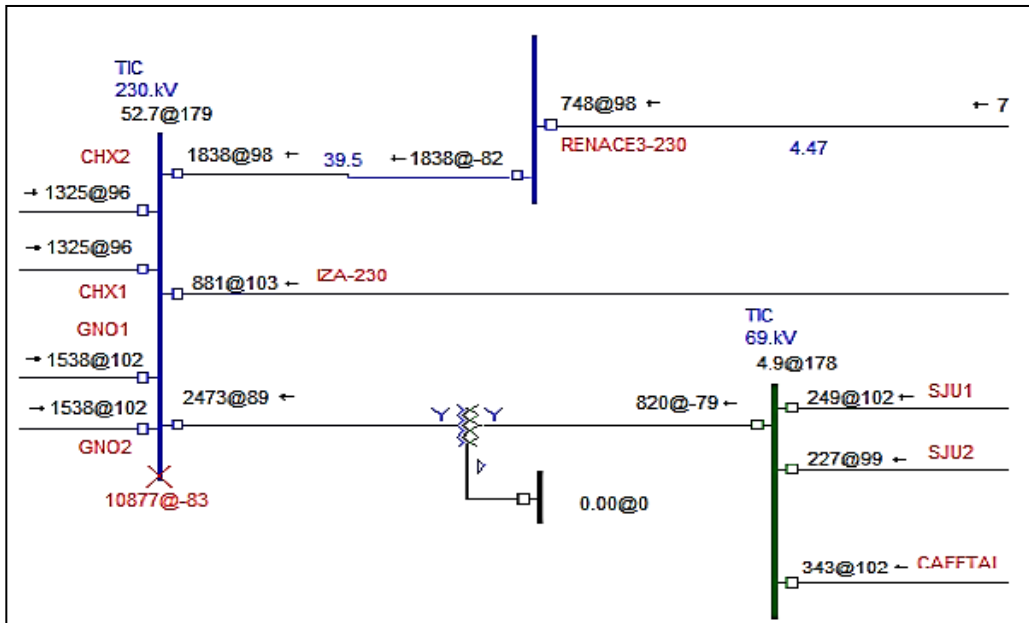 TIC
230.kV
52.7@179
CHX2
1838@98 ←
39.5
←1838@-82
748@98 ←
← 7
RENACE3-230
4.47
→ 1325@96
→ 1325@96
CHX1
881@103 ←
IZA-230
GNO1
→ 1538@102
→ 1538@102
GNO2
10877@-83
2473@89 ←
Y
Y
820@-79←
0.00@0
TIC
69.kV
4.9@178
249@102←
SJU1
227@99 ←
SJU2
343@102 ←